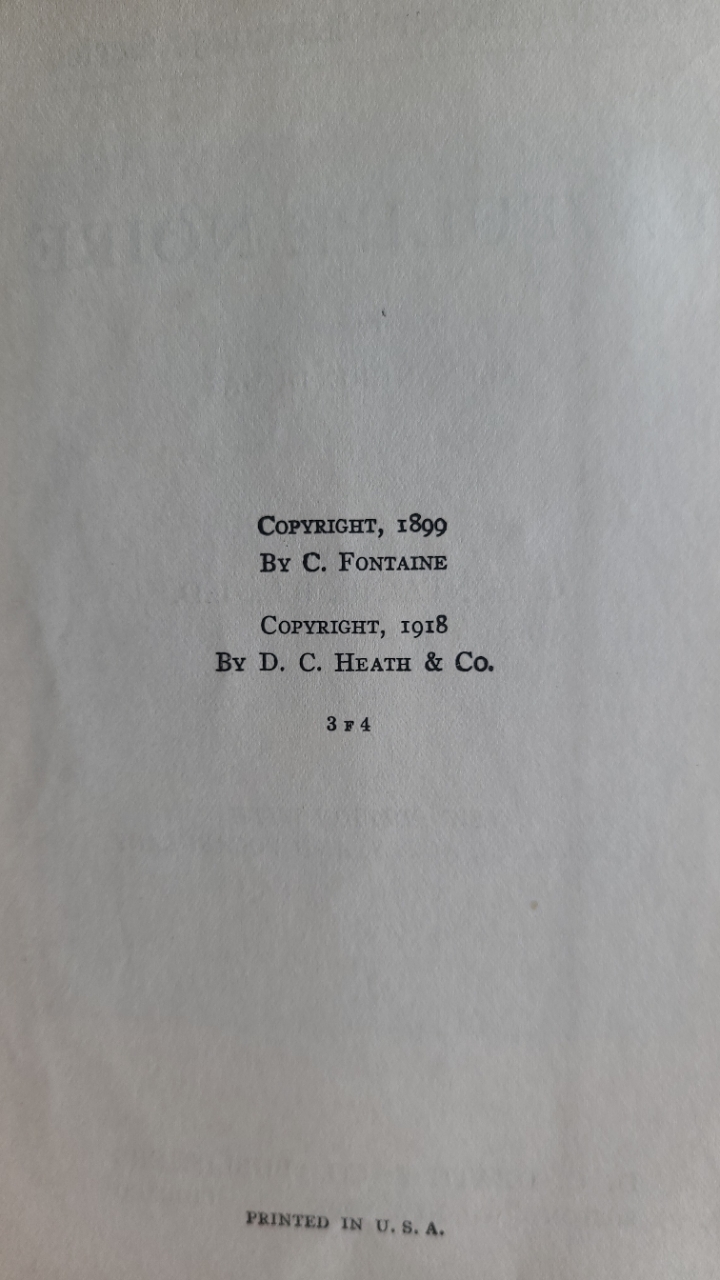 COPYRIGHT, 1899
BY C. FONTAINE
COPYRIGHT, 1918
BY D. C. HEATH & CO.
3 F 4
PRINTED IN U. S. A.